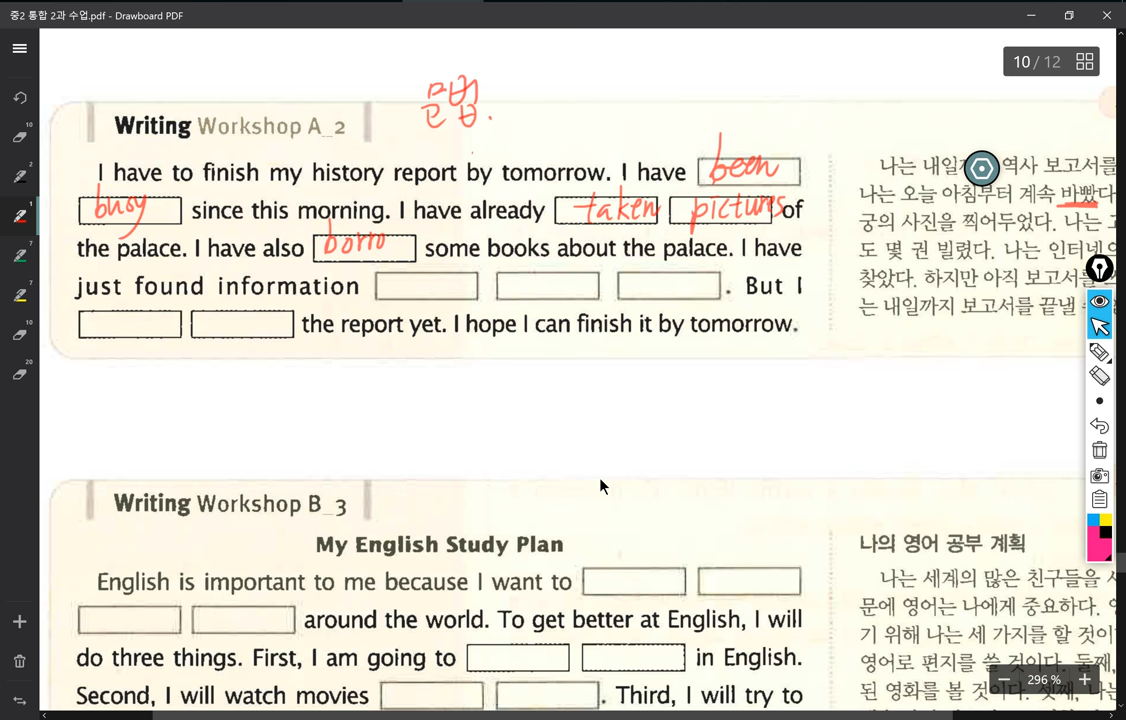 중2 통합 2과 수업.pdf - Drawboard PDF
10 / 12
문법.
Writing Workshop A_2
I have to finish my history report by tomorrow. I have been
busy since this morning. I have already taken pictures of
the palace. I have also borro some books about the palace. I have
just found information . But I
the report yet. I hope I can finish it by tomorrow.
나는 내일 역사 보고서를
나는 오늘 아침부터 계속 바빴다
궁의 사진을 찍어두었다. 나는
도 몇 권 빌렸다. 나는 인터넷
찾았다. 하지만 아직 보고서를
는 내일까지 보고서를 끝낼
Writing Workshop B_3
My English Study Plan
English is important to me because I want to
around the world. To get better at English, I will
do three things. First, I am going to in English.
Second, I will watch movies . Third, I will try to
나의 영어 공부 계획
나는 세계의 많은 친구들을
문에 영어는 나에게 중요하다.
기 위해 나는 세 가지를 할 것이
영어로 편지를 쓸 것이다. 둘째,
된 영화를 볼 것이다. 셋째, 나는
296 %
10
2
1
7
7
10
20